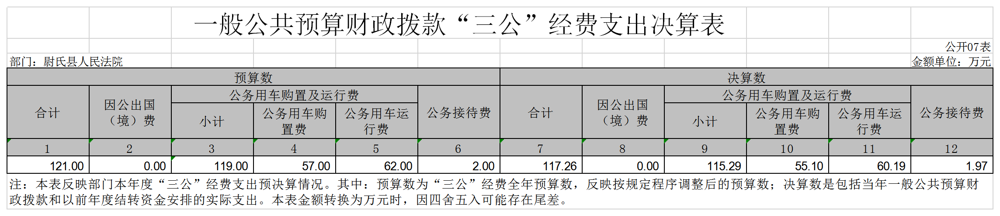 一般公共预算财政拨款“三公”经费支出决算表
公开07表
部门：尉氏县人民法院 金额单位：万元
预算数 决算数
合计 因公出国（境）费 公务用车购置及运行费 公务接待费 合计 因公出国（境）费 公务用车购置及运行费 公务接待费
小计 公务用车购置费 公务用车运行费 小计 公务用车购置费 公务用车运行费
1 2 3 4 5 6 7 8 9 10 11 12
121.00 0.00 119.00 57.00 62.00 2.00 117.26 0.00 115.29 55.10 60.19 1.97
注：本表反映部门本年度“三公”经费支出预决算情况。其中：预算数为“三公”经费全年预算数，反映按规定程序调整后的预算数；决算数是包括当年一般公共预算财
政拨款和以前年度结转资金安排的实际支出。本表金额转换为万元时，因四舍五入可能存在尾差。